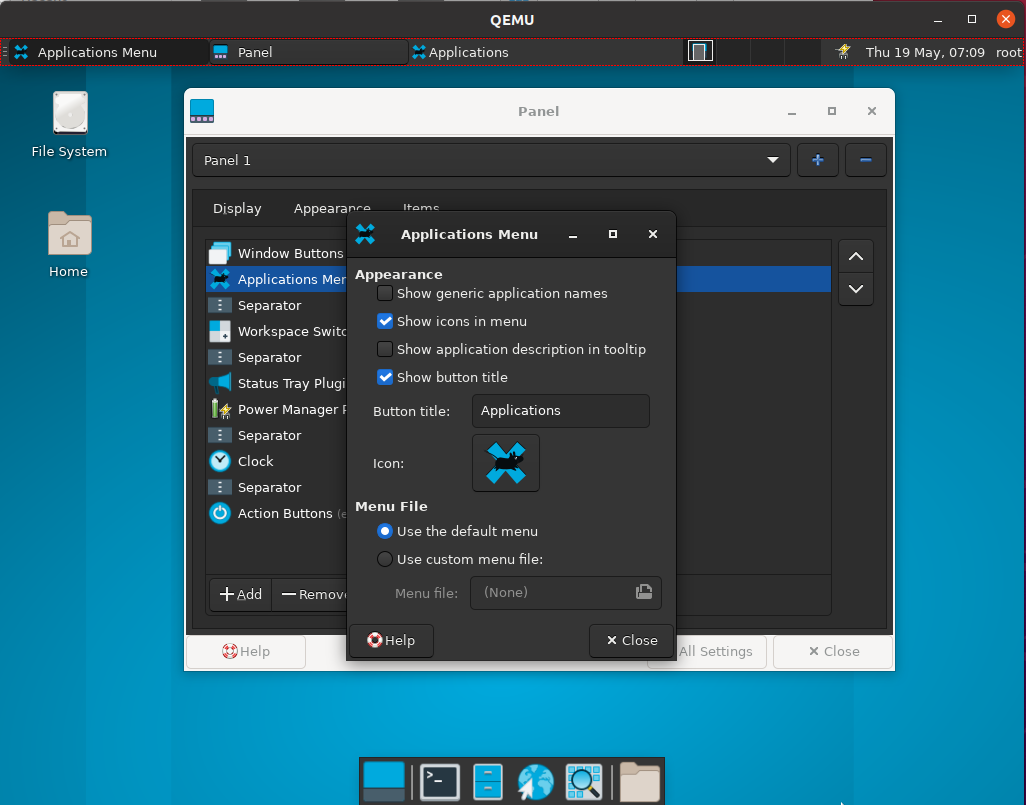 QEMU
Applications Menu Panel Applications Thu 19 May, 07:09 root
File System
Home
Panel
Panel 1
Display Appearance Items
Window Buttons
Applications Men
Separator
Workspace Switc
Separator
Status Tray Plugi
Power Manager P
Separator
Clock
Separator
Action Buttons (e
Add Remove
Help All Settings Close
Applications Menu
Appearance
Show generic application names
Show icons in menu
Show application description in tooltip
Show button title
Button title: Applications
Icon:
Menu File
Use the default menu
Use custom menu file:
Menu file: (None)
Help Close